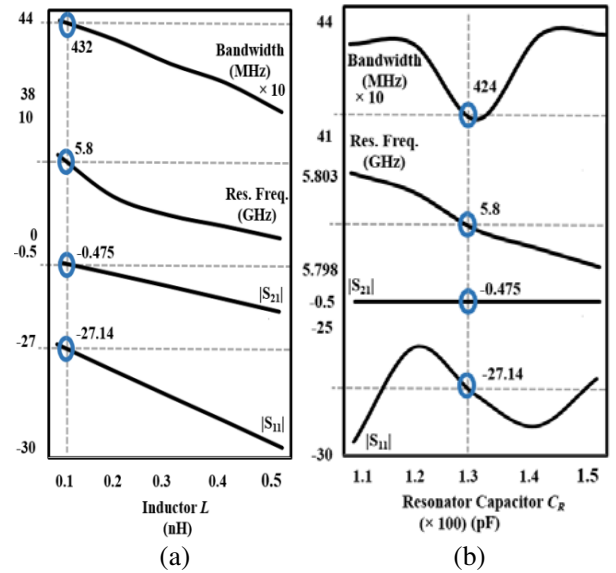 44
432
Bandwidth
(MHz)
× 10
38
10
5.8
Res. Freq.
(GHz)
0
-0.5
-0.475
|S21|
-27
-27.14
|S11|
-30
0.1 0.2 0.3 0.4 0.5
Inductor L
(nH)
(a)
44
Bandwidth
(MHz)
× 10
424
41
Res. Freq.
(GHz)
5.803
5.8
5.798
|S21|
-0.475
-0.5
-25
-27.14
|S11|
-30
1.1 1.2 1.3 1.4 1.5
Resonator Capacitor CR
(× 100) (pF)
(b)